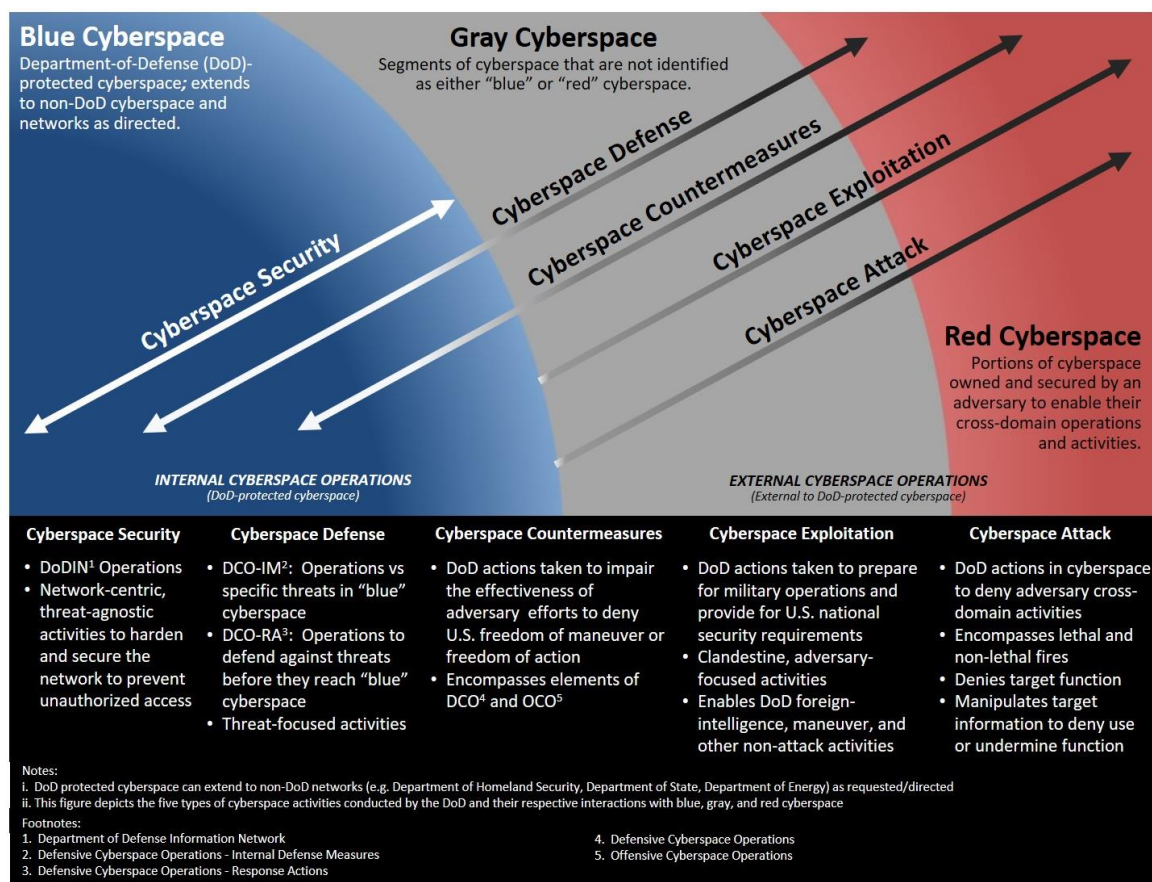 Blue Cyberspace
Department-of-Defense (DoD)-
protected cyberspace; extends
to non-DoD cyberspace and
networks as directed.
Gray Cyberspace
Segments of cyberspace that are not identified
as either “blue” or “red” cyberspace.
Cyberspace Security
Cyberspace Defense
Cyberspace Countermeasures
Cyberspace Exploitation
Cyberspace Attack
Red Cyberspace
Portions of cyberspace
owned and secured by an
adversary to enable their
cross-domain operations
and activities.
INTERNAL CYBERSPACE OPERATIONS
(DoD-protected cyberspace)
EXTERNAL CYBERSPACE OPERATIONS
(External to DoD-protected cyberspace)
Cyberspace Security
• DoDIN¹ Operations
• Network-centric,
threat-agnostic
activities to harden
and secure the
network to prevent
unauthorized access
Cyberspace Defense
• DCO-IM²: Operations vs
specific threats in “blue”
cyberspace
• DCO-RA³: Operations to
defend against threats
before they reach “blue”
cyberspace
• Threat-focused activities
Cyberspace Countermeasures
• DoD actions taken to impair
the effectiveness of
adversary efforts to deny
U.S. freedom of maneuver or
freedom of action
• Encompasses elements of
DCO⁴ and OCO⁵
Cyberspace Exploitation
• DoD actions taken to prepare
for military operations and
provide for U.S. national
security requirements
• Clandestine, adversary-
focused activities
• Enables DoD foreign-
intelligence, maneuver, and
other non-attack activities
Cyberspace Attack
• DoD actions in cyberspace
to deny adversary cross-
domain activities
• Encompasses lethal and
non-lethal fires
• Denies target function
• Manipulates target
information to deny use
or undermine function
Notes:
i. DoD protected cyberspace can extend to non-DoD networks (e.g. Department of Homeland Security, Department of State, Department of Energy) as requested/directed
ii. This figure depicts the five types of cyberspace activities conducted by the DoD and their respective interactions with blue, gray, and red cyberspace
Footnotes:
1. Department of Defense Information Network
2. Defensive Cyberspace Operations - Internal Defense Measures
3. Defensive Cyberspace Operations - Response Actions
4. Defensive Cyberspace Operations
5. Offensive Cyberspace Operations